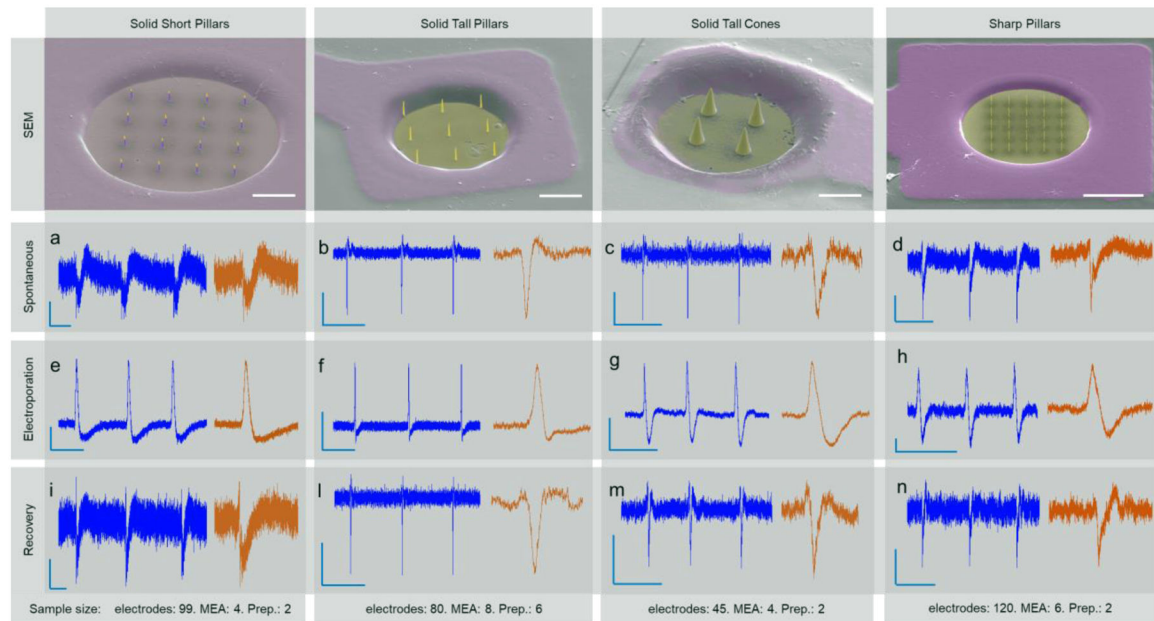 Solid Short Pillars
Solid Tall Pillars
Solid Tall Cones
Sharp Pillars
SEM
Spontaneous
a
b
c
d
Electroporation
e
f
g
h
Recovery
i
l
m
n
Sample size: electrodes: 99. MEA: 4. Prep.: 2
electrodes: 80. MEA: 8. Prep.: 6
electrodes: 45. MEA: 4. Prep.: 2
electrodes: 120. MEA: 6. Prep.: 2